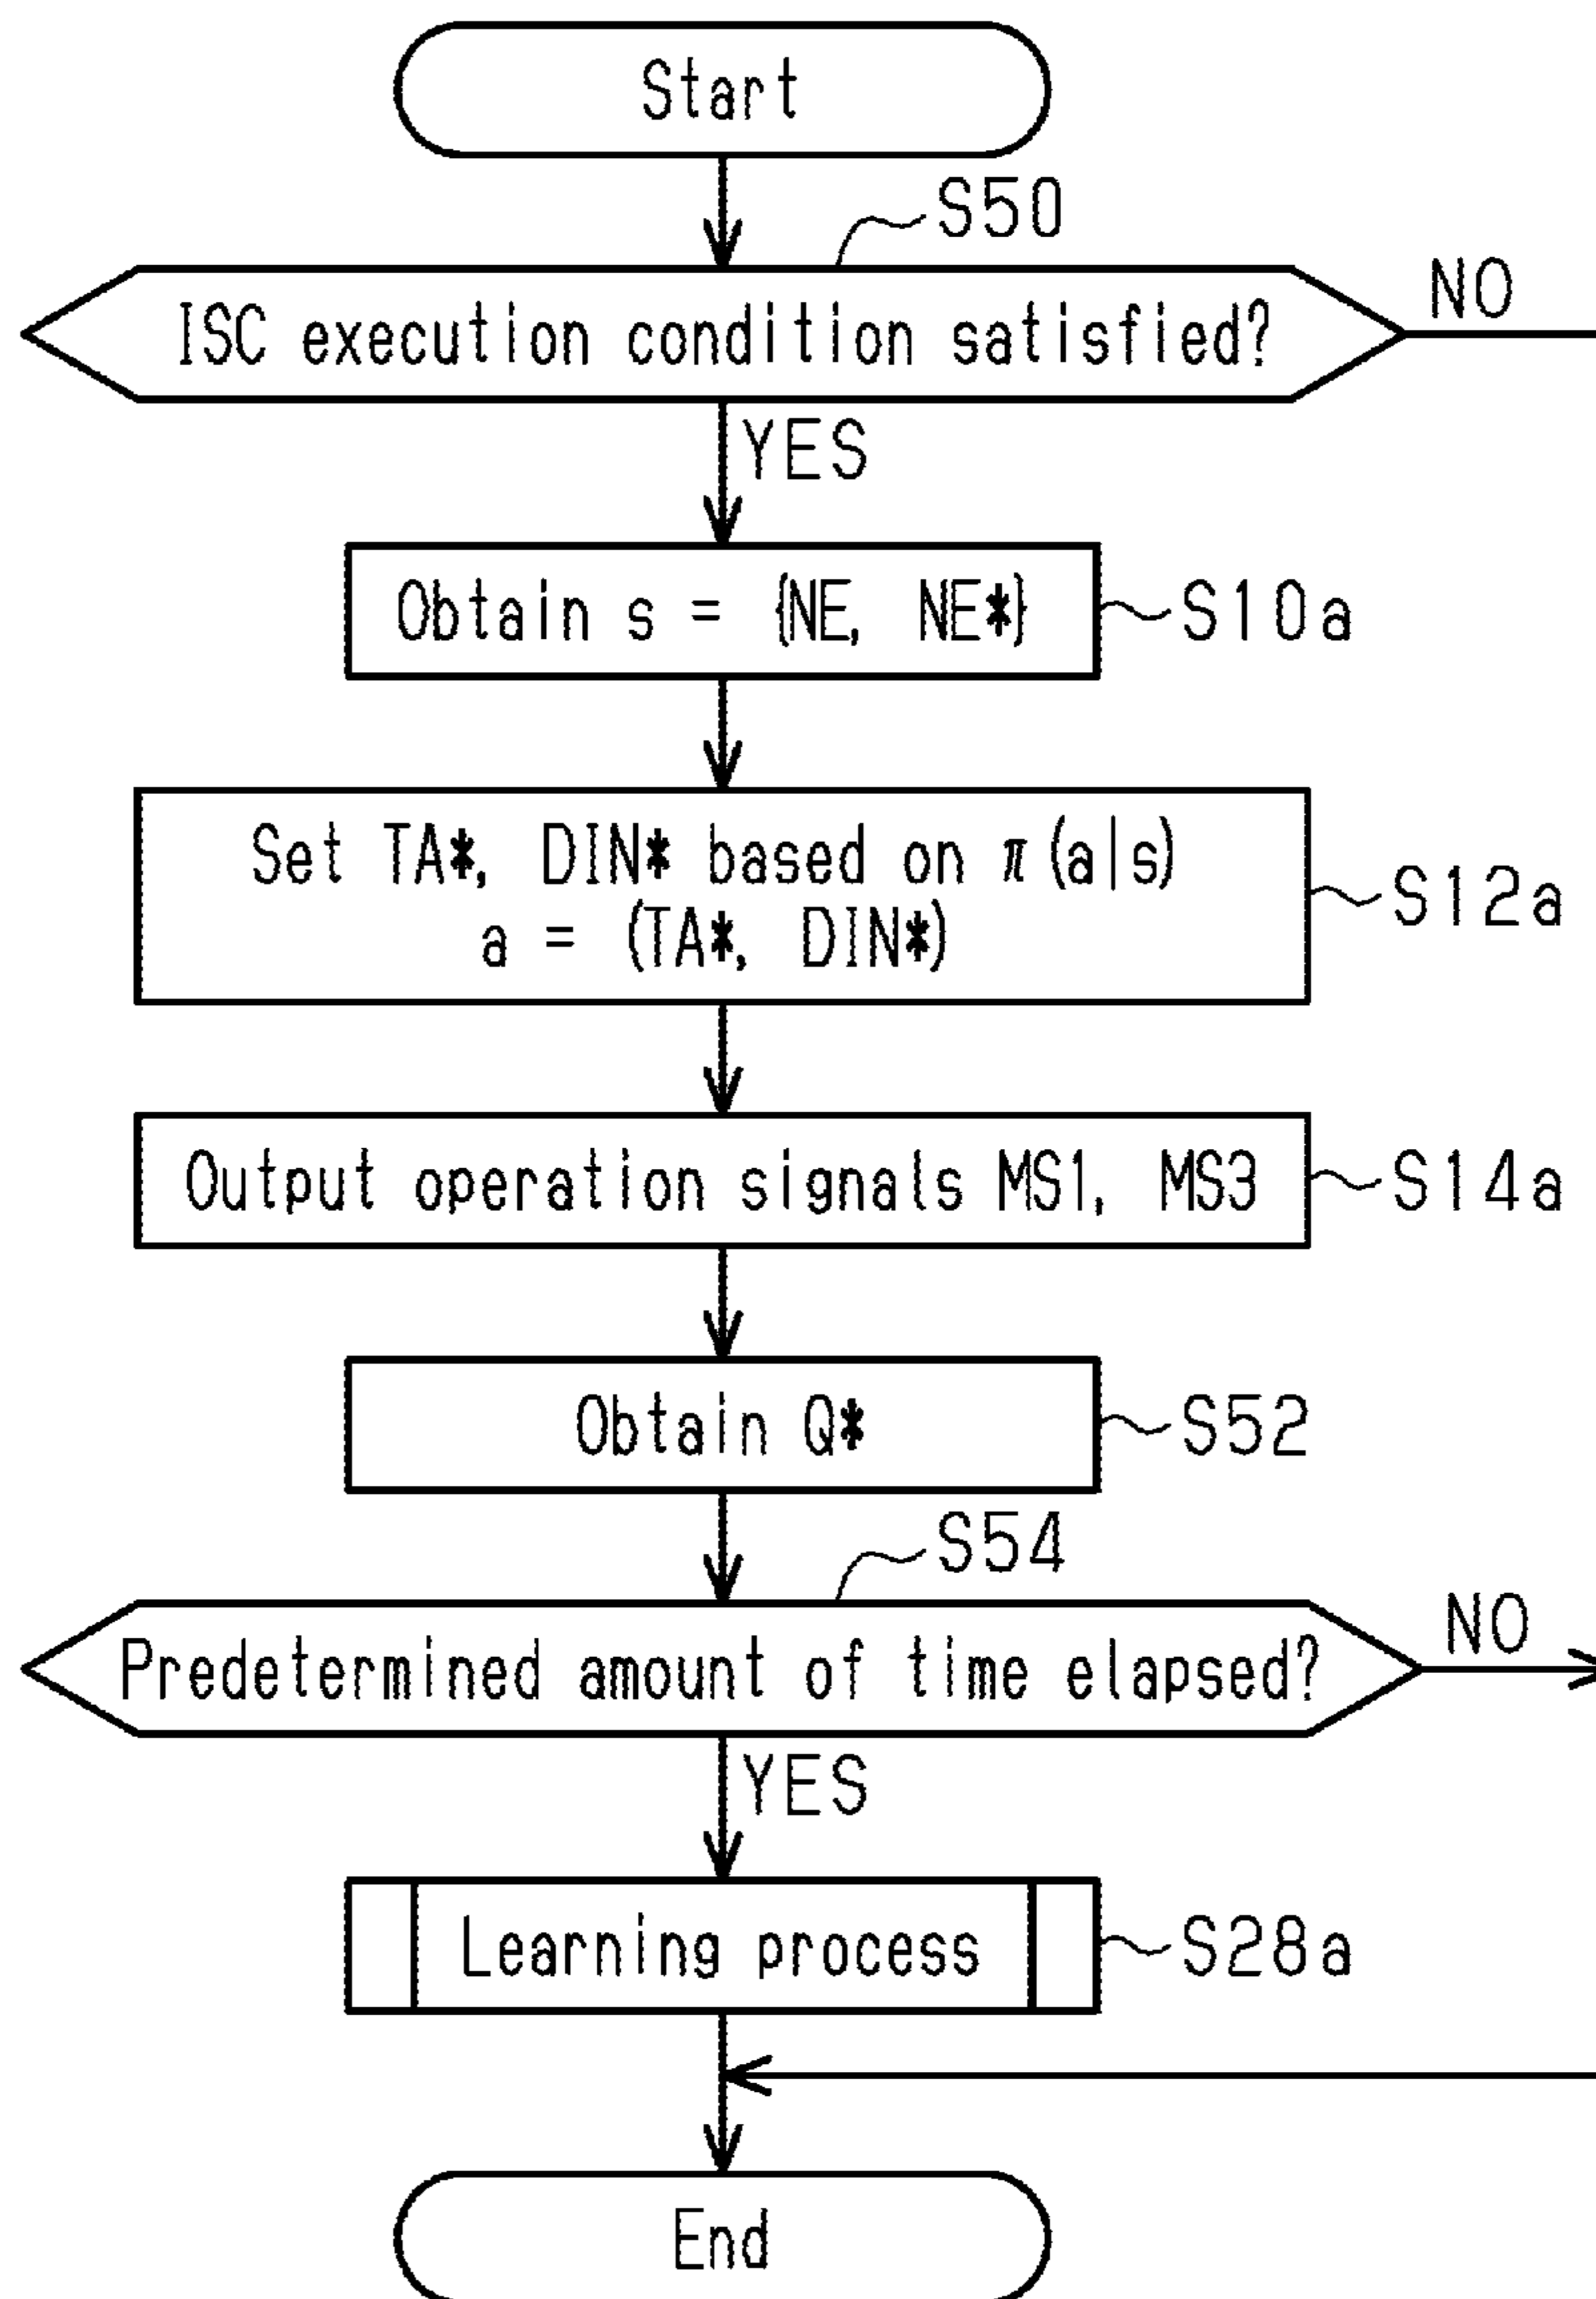 Start
S50
ISC execution condition satisfied?
NO
YES
Obtain s = {NE, NE*}
S10a
Set TA*, DIN* based on π(a|s)
a = (TA*, DIN*)
S12a
Output operation signals MS1, MS3
S14a
Obtain Q*
S52
S54
Predetermined amount of time elapsed?
NO
YES
Learning process
S28a
End